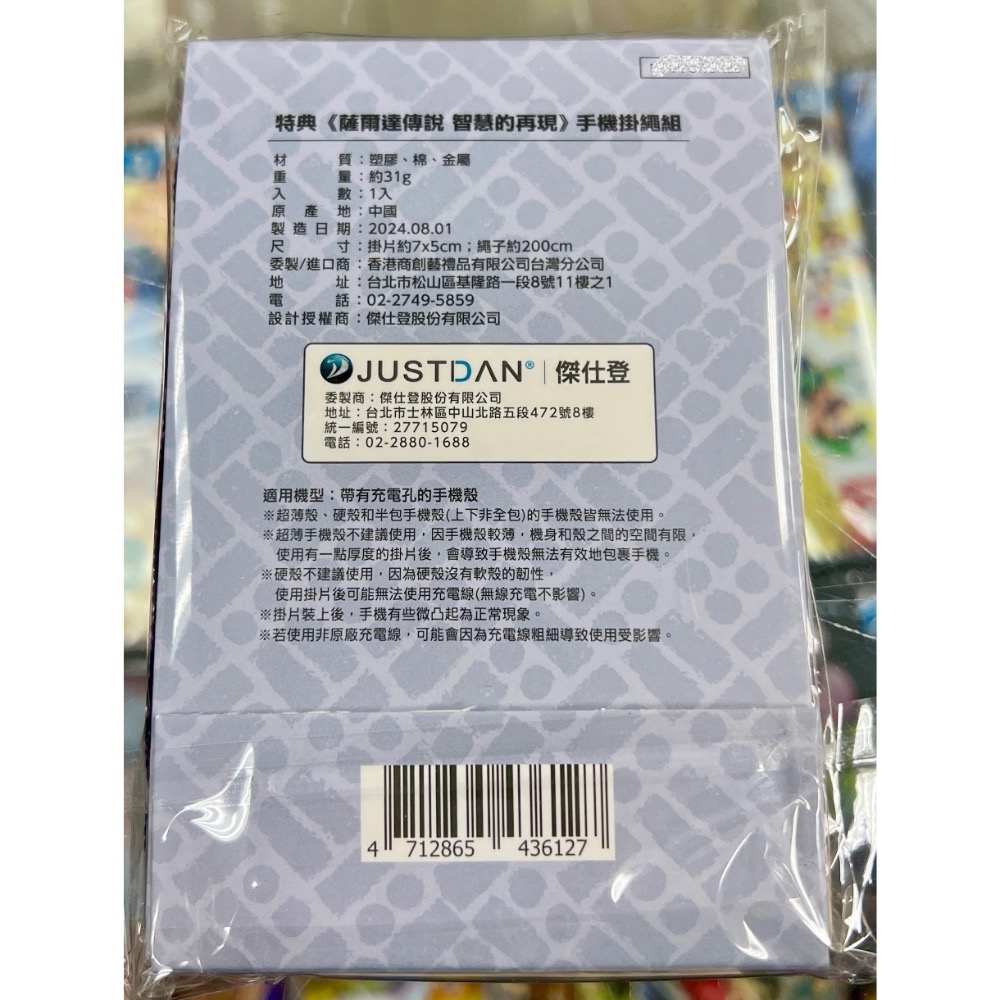 特典《薩爾達傳說 智慧的再現》手機掛繩組
材質：塑膠、棉、金屬
重量：約31g
入數：1入
原產地：中國
製造日期：2024.08.01
尺寸：掛片約7x5cm；繩子約200cm
委製/進口商：香港商創藝禮品有限公司台灣分公司
地址：台北市松山區基隆路一段8號11樓之1
電話：02-2749-5859
設計授權商：傑仕登股份有限公司
JUSTDAN® | 傑仕登
委製商：傑仕登股份有限公司
地址：台北市士林區中山北路五段472號8樓
統一編號：27715079
電話：02-2880-1688
適用機型：帶有充電孔的手機殼
※超薄殼、硬殼和半包手機殼(上下非全包)的手機殼皆無法使用。
※超薄手機殼不建議使用，因手機殼較薄，機身和殼之間的空間有限，
使用有一點厚度的掛片後，會導致手機殼無法有效地包裹手機。
※硬殼不建議使用，因為硬殼沒有軟殼的韌性，
使用掛片後可能無法使用充電線(無線充電不影響)。
※掛片裝上後，手機有些微凸起為正常現象。
※若使用非原廠充電線，可能會因為充電線粗細導致使用受影響。
4 712865 436127